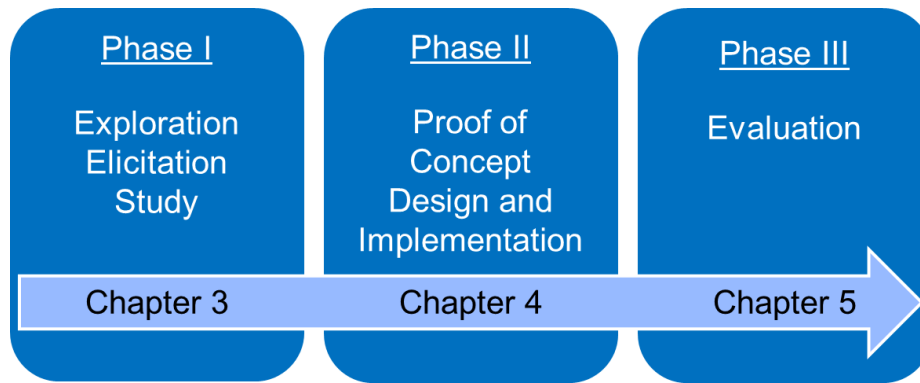 Phase I
Exploration
Elicitation
Study
Phase II
Proof of
Concept
Design and
Implementation
Phase III
Evaluation
Chapter 3
Chapter 4
Chapter 5